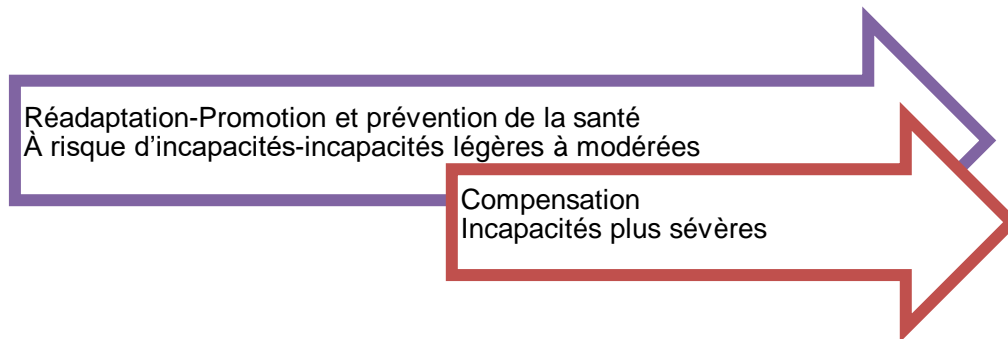 Réadaptation-Promotion et prévention de la santé
À risque d'incapacités-incapacités légères à modérées
Compensation
Incapacités plus sévères